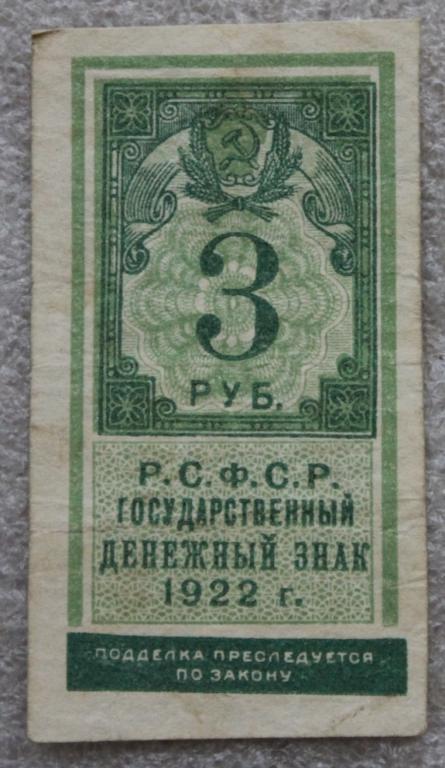 3
РУБ.
Р.С.Ф.С.Р.
ГОСУДАРСТВЕННЫЙ
ДЕНЕЖНЫЙ ЗНАК
1922 г.
ПОДДЕЛКА ПРЕСЛЕДУЕТСЯ
ПО ЗАКОНУ